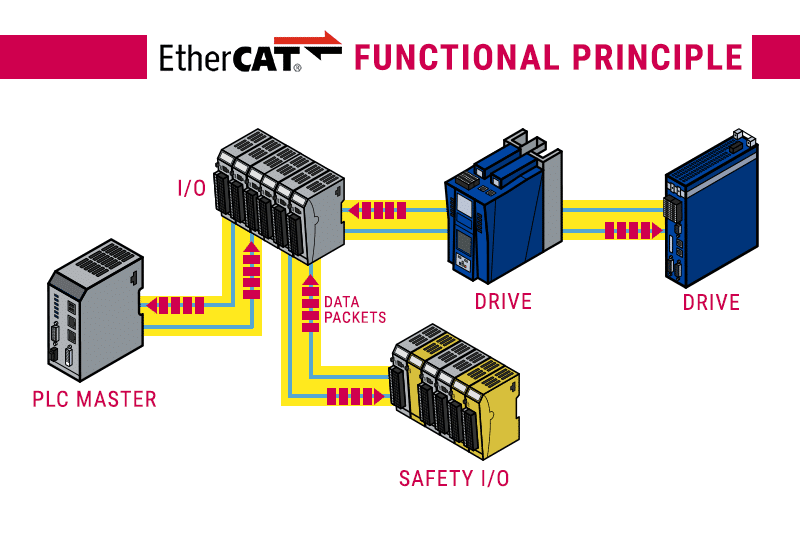 EtherCAT® FUNCTIONAL PRINCIPLE
I/O
DATA
PACKETS
DRIVE
DRIVE
PLC MASTER
SAFETY I/O